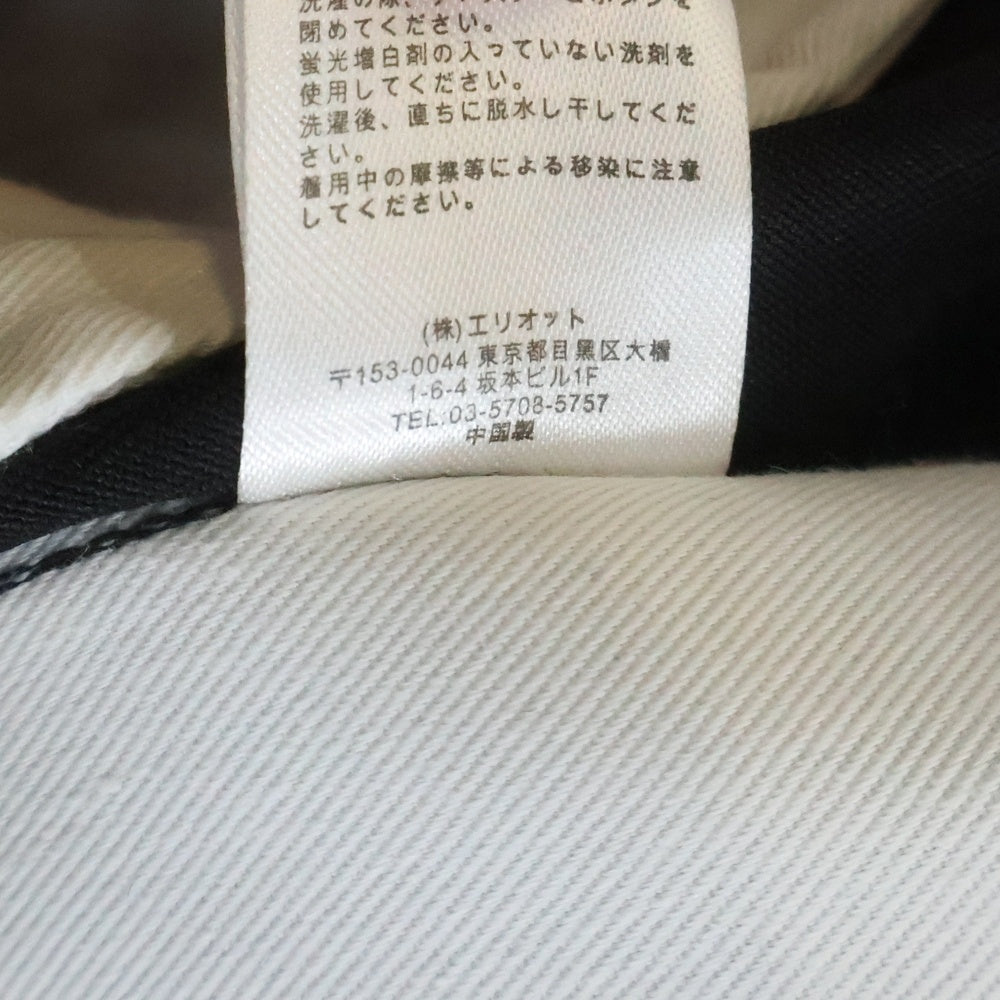 閉めてください。
蛍光増白剤の入っていない洗剤を
使用してください。
洗濯後、直ちに脱水し干してくだ
さい。
着用中の摩擦等による移染に注意
してください。
(株)エリオット
〒153-0044 東京都目黒区大橋
1-6-4 坂本ビル1F
TEL:03-5708-5757
中国製